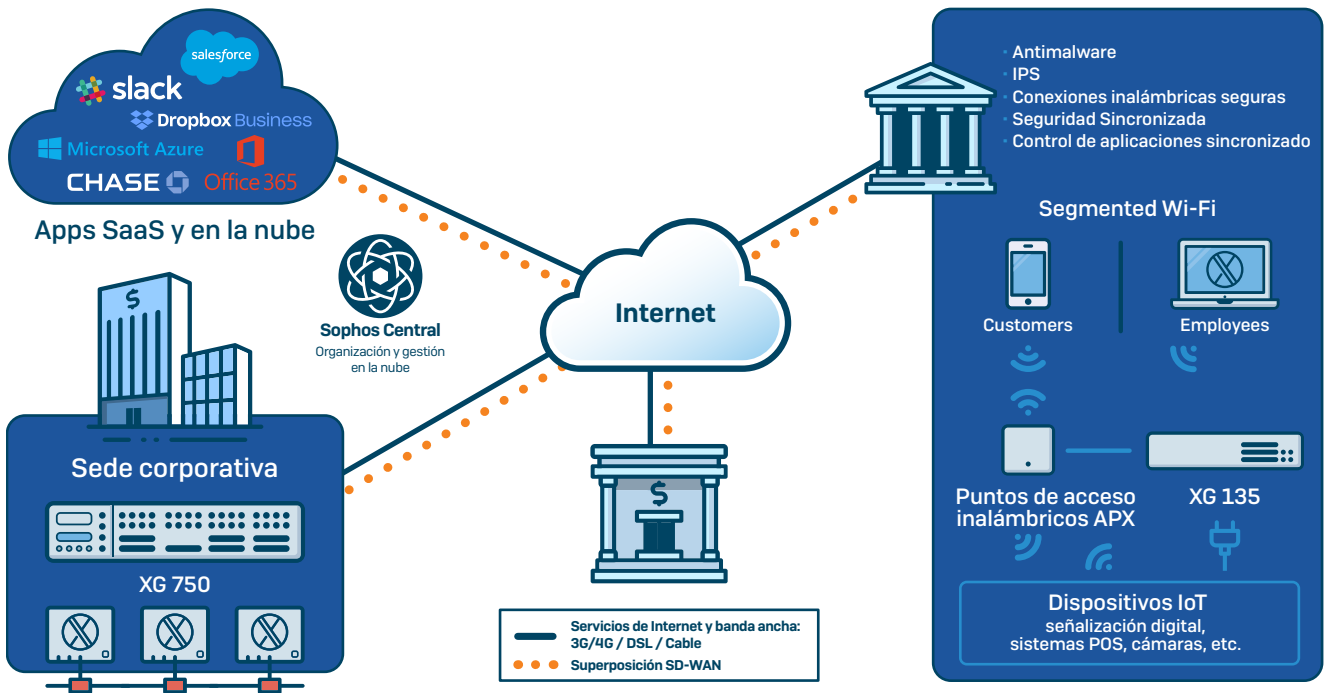 salesforce
slack
Dropbox Business
Microsoft Azure
CHASE
Office 365
Apps SaaS y en la nube
Sophos Central
Organización y gestión
en la nube
$
Sede corporativa
XG 750
Internet
$
Servicios de Internet y banda ancha:
3G/4G / DSL / Cable
Superposición SD-WAN
· Antimalware
· IPS
· Conexiones inalámbricas seguras
· Seguridad Sincronizada
· Control de aplicaciones sincronizado
Segmented Wi-Fi
Customers
Employees
Puntos de acceso
inalámbricos APX
XG 135
Dispositivos IoT
señalización digital,
sistemas POS, cámaras, etc.